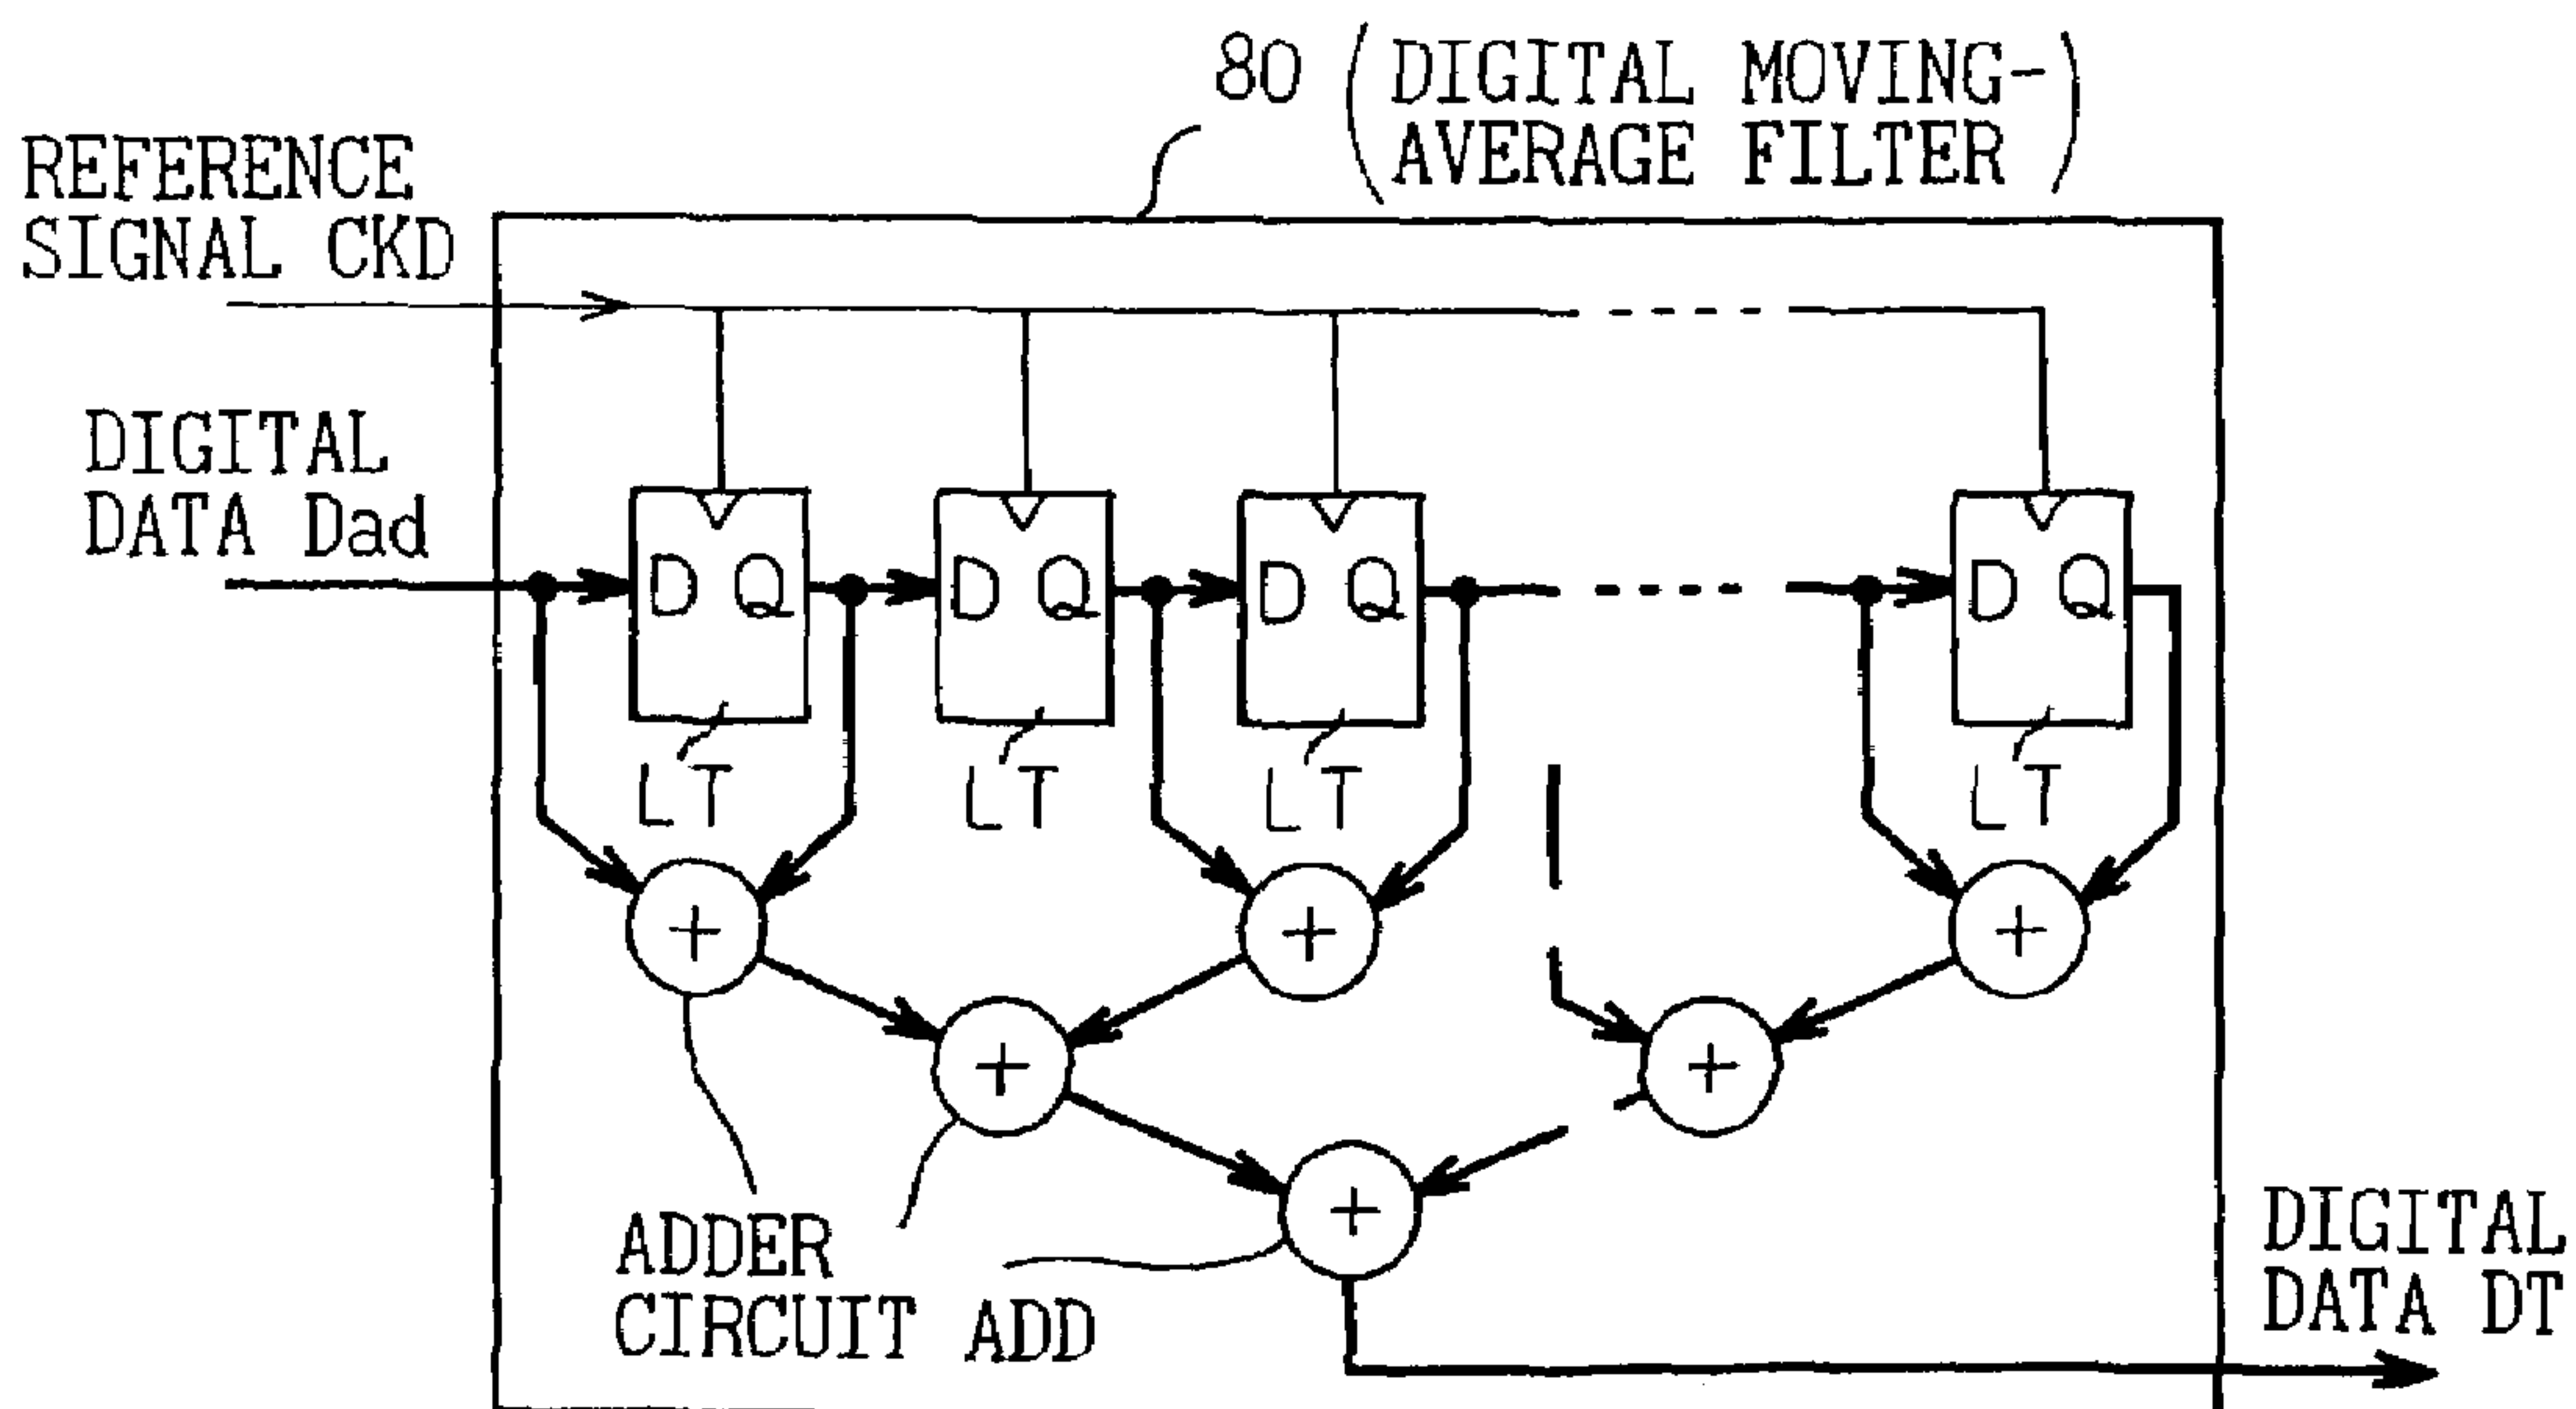 80 (DIGITAL MOVING-
AVERAGE FILTER)
REFERENCE
SIGNAL CKD
DIGITAL
DATA Dad
D Q
D Q
D Q
D Q
LT
LT
LT
LT
+
+
+
+
+
+
ADDER
CIRCUIT ADD
DIGITAL
DATA DT